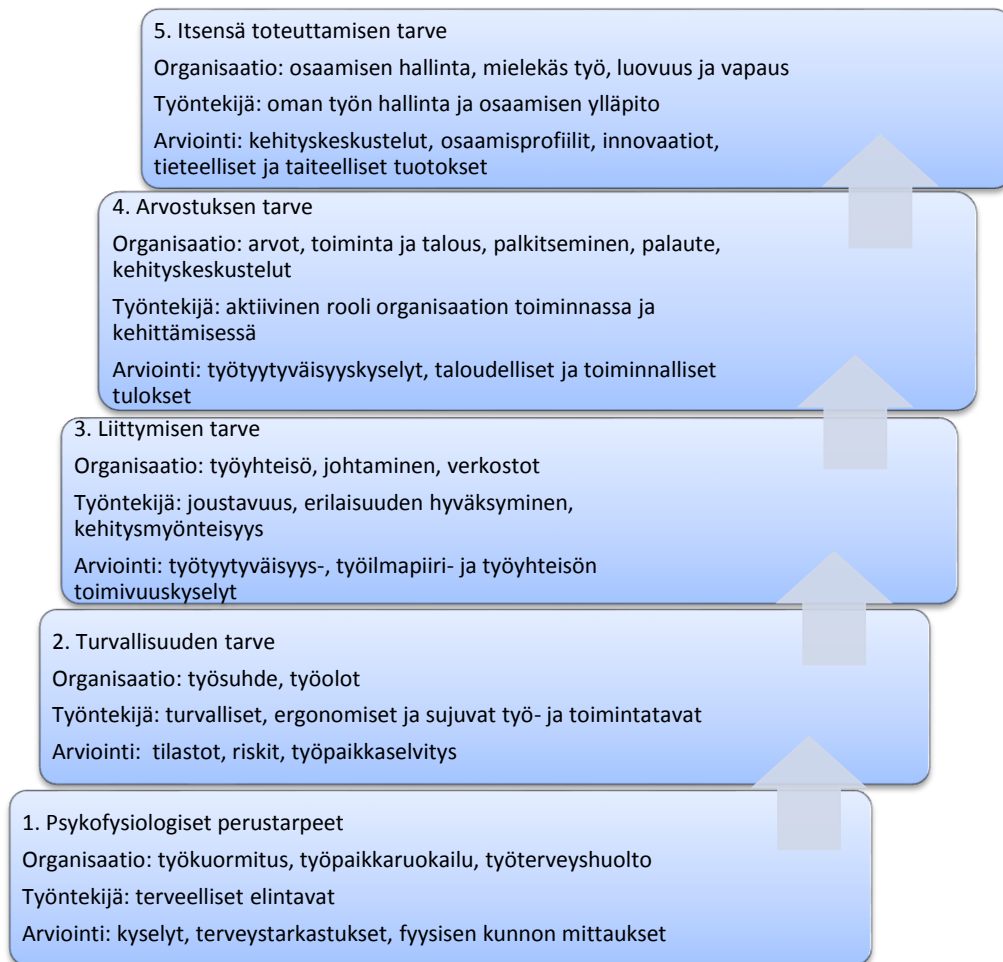 5. Itsensä toteuttamisen tarve
Organisaatio: osaamisen hallinta, mielekäs työ, luovuus ja vapaus
Työntekijä: oman työn hallinta ja osaamisen ylläpito
Arviointi: kehityskeskustelut, osaamisprofiilit, innovaatiot,
tieteelliset ja taiteelliset tuotokset
4. Arvostuksen tarve
Organisaatio: arvot, toiminta ja talous, palkitseminen, palaute,
kehityskeskustelut
Työntekijä: aktiivinen rooli organisaation toiminnassa ja
kehittämisessä
Arviointi: työtyytyväisyyskyselyt, taloudelliset ja toiminnalliset
tulokset
3. Liittymisen tarve
Organisaatio: työyhteisö, johtaminen, verkostot
Työntekijä: joustavuus, erilaisuuden hyväksyminen,
kehitysmyönteisyys
Arviointi: työtyytyväisyys-, työilmapiiri- ja työyhteisön
toimivuuskyselyt
2. Turvallisuuden tarve
Organisaatio: työsuhde, työolot
Työntekijä: turvalliset, ergonomiset ja sujuvat työ- ja toimintatavat
Arviointi:  tilastot, riskit, työpaikkaselvitys
1. Psykofysiologiset perustarpeet
Organisaatio: työkuormitus, työpaikkaruokailu, työterveyshuolto
Työntekijä: terveelliset elintavat
Arviointi: kyselyt, terveystarkastukset, fyysisen kunnon mittaukset